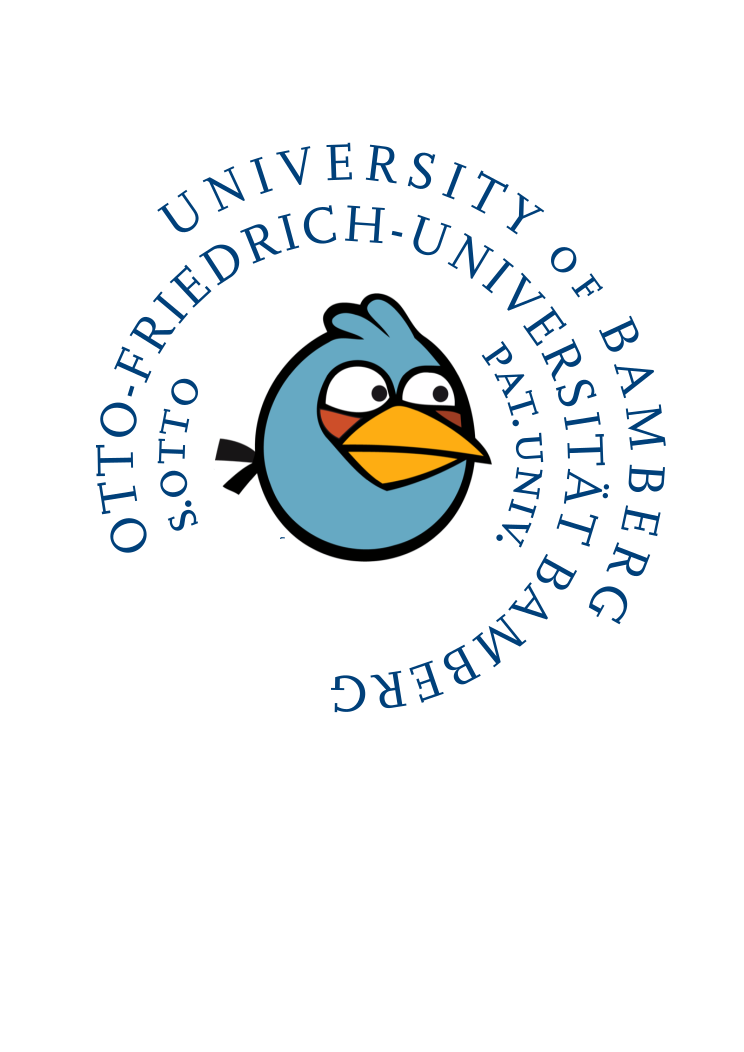 UNIVERSITY OF BAMBERG
OTTO-FRIEDRICH-UNIVERSITÄT BAMBERG
S.OTTO
PAT.UNIV.